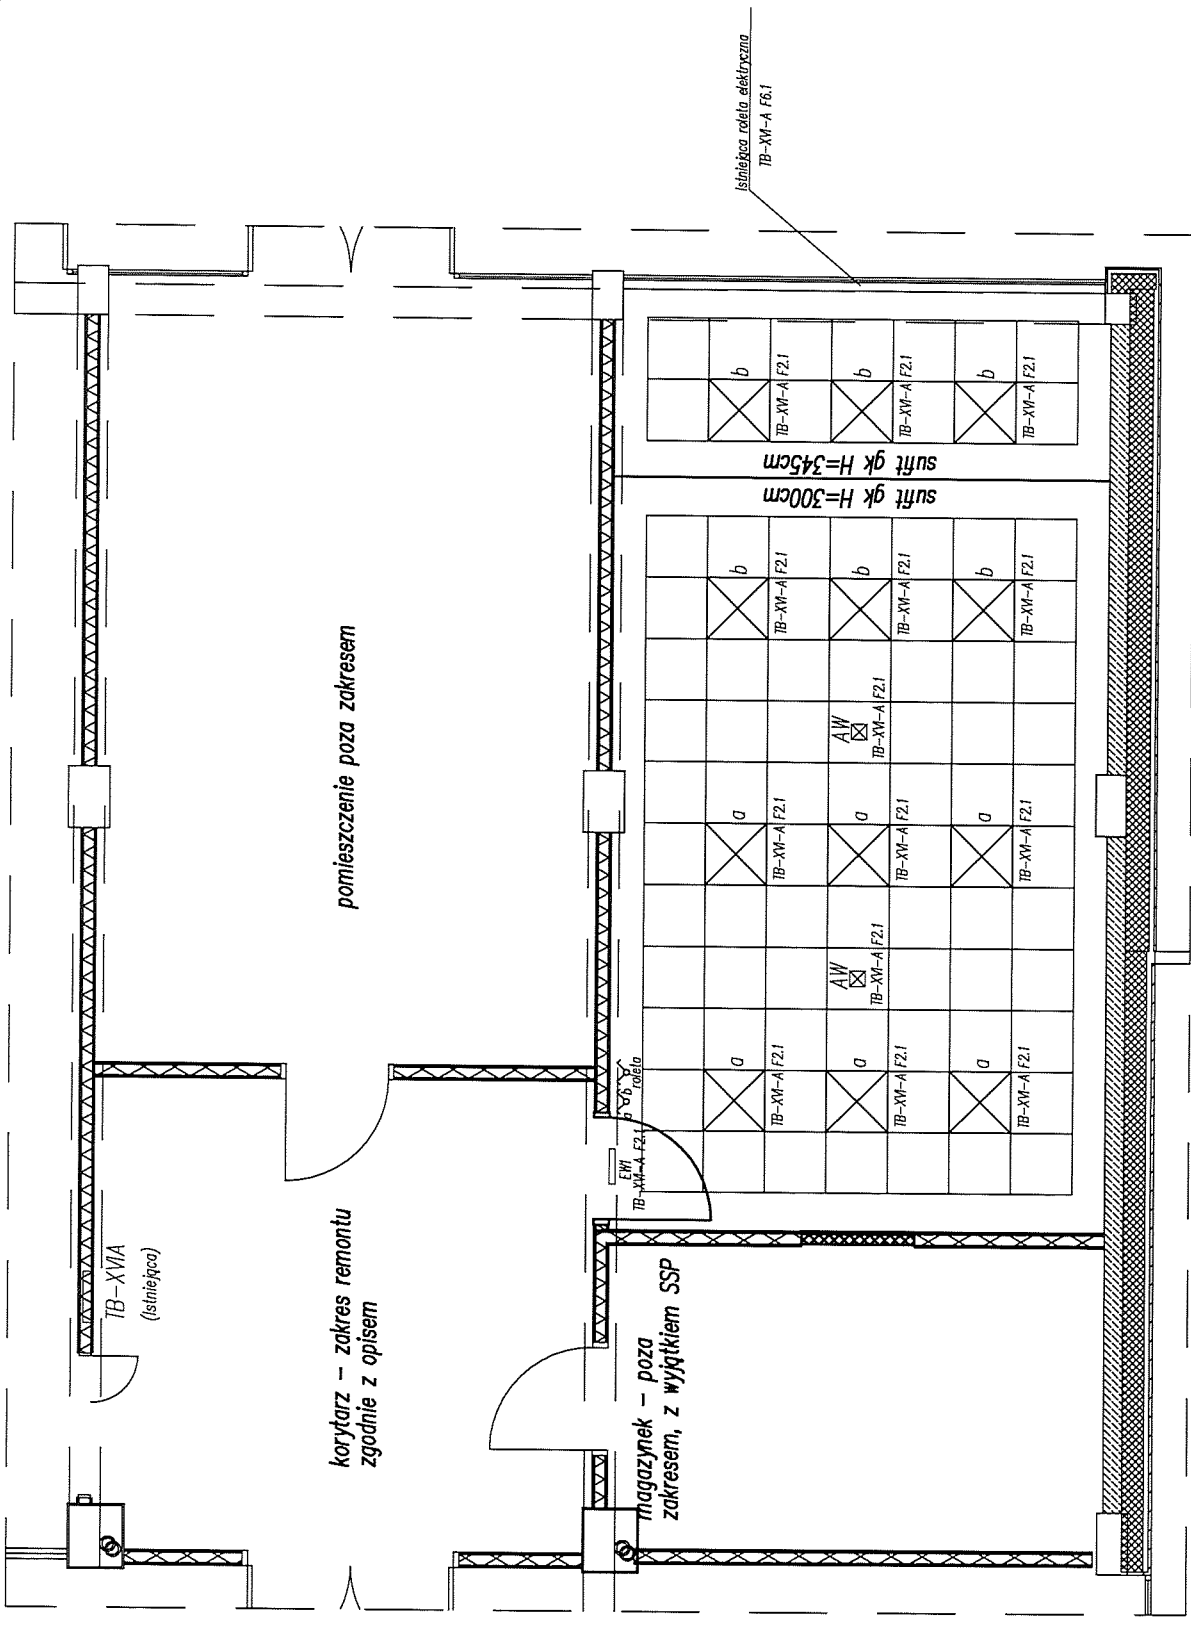 Istniejąca roleta elektryczna
TB-XVI-A F6.1
b
TB-XVI-A F2.1
b
TB-XVI-A F2.1
b
TB-XVI-A F2.1
sufit gk H=345cm
sufit gk H=300cm
b
TB-XVI-A F2.1
b
TB-XVI-A F2.1
b
TB-XVI-A F2.1
AW
TB-XVI-A F2.1
a
TB-XVI-A F2.1
a
TB-XVI-A F2.1
a
TB-XVI-A F2.1
AW
TB-XVI-A F2.1
a
TB-XVI-A F2.1
a
TB-XVI-A F2.1
a
TB-XVI-A F2.1
a b roleta
EW1
TB-XVI-A F2.1
pomieszczenie poza zakresem
TB-XVIA
(Istniejąca)
korytarz - zakres remontu
zgodnie z opisem
magazynek - poza
zakresem, z wyjątkiem SSP